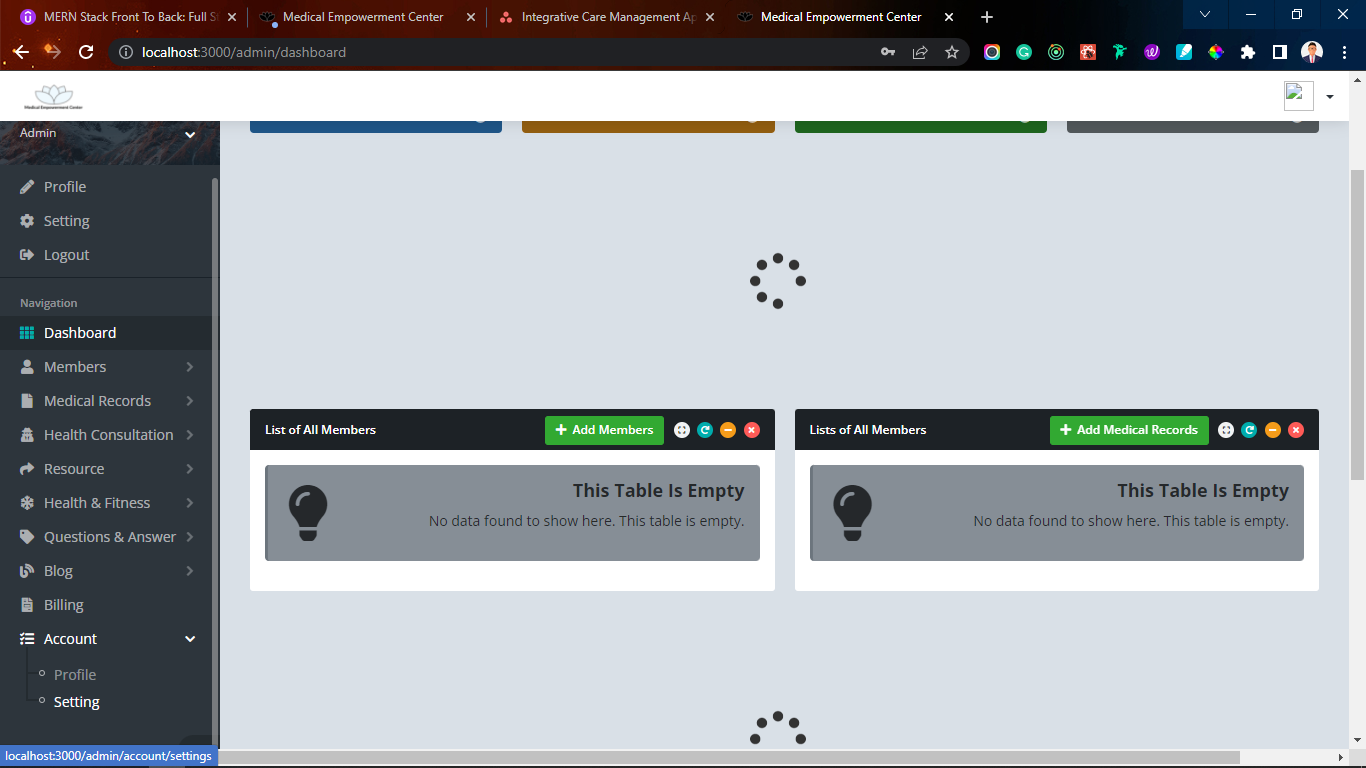 MERN Stack Front To Back: Full St
Medical Empowerment Center
Integrative Care Management Ap
Medical Empowerment Center
localhost:3000/admin/dashboard
Medical Empowerment Center
Admin
Profile
Setting
Logout
Navigation
Dashboard
Members
Medical Records
Health Consultation
Resource
Health & Fitness
Questions & Answer
Blog
Billing
Account
Profile
Setting
List of All Members
Add Members
This Table Is Empty
No data found to show here. This table is empty.
Lists of All Members
Add Medical Records
This Table Is Empty
No data found to show here. This table is empty.
localhost:3000/admin/account/settings